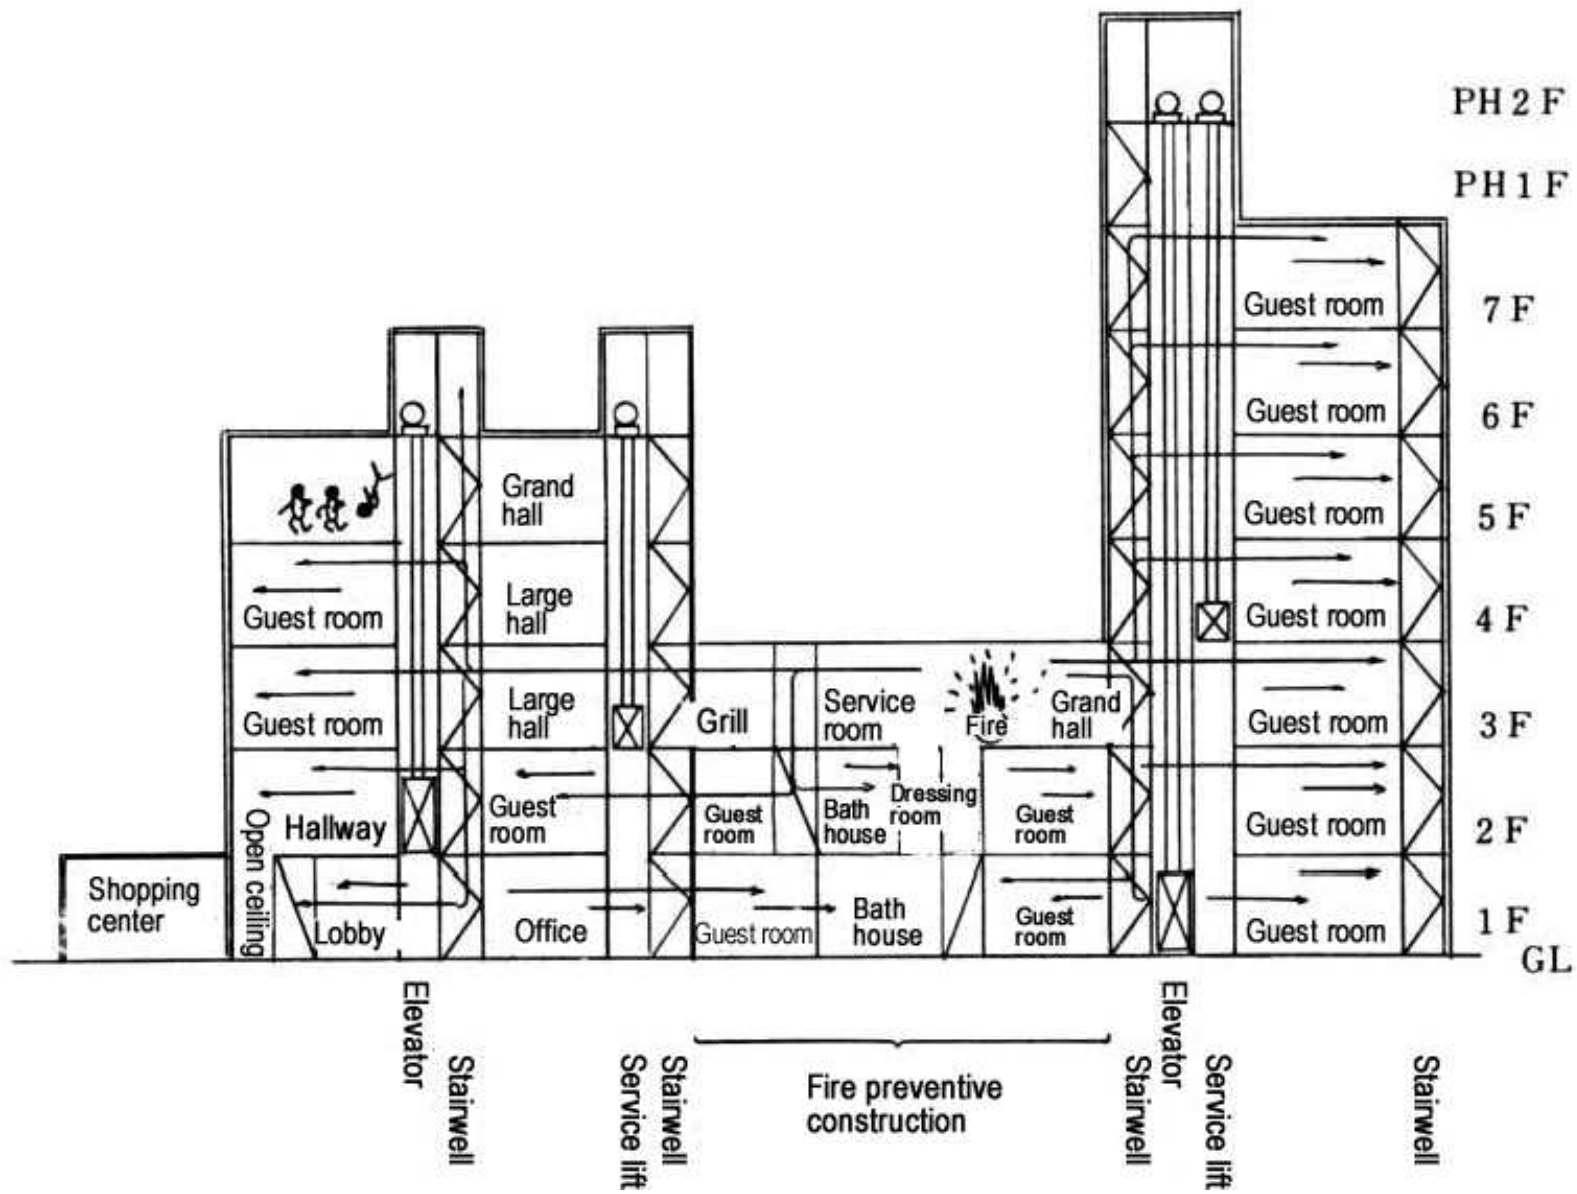 PH 2 F
PH 1 F
Guest room
7 F
Guest room
6 F
Grand
hall
Guest room
5 F
Guest room
Large
hall
Guest room
4 F
Guest room
Large
hall
Grill
Service
room
Fire
Grand
hall
Guest room
3 F
Open ceiling
Hallway
Guest
room
Guest
room
Bath
house
Dressing
room
Guest
room
Guest room
2 F
Shopping
center
Lobby
Office
Guest room
Bath
house
Guest
room
Guest room
1 F
GL
Elevator
Stairwell
Service lift
Stairwell
Fire preventive
construction
Stairwell
Elevator
Service lift
Stairwell